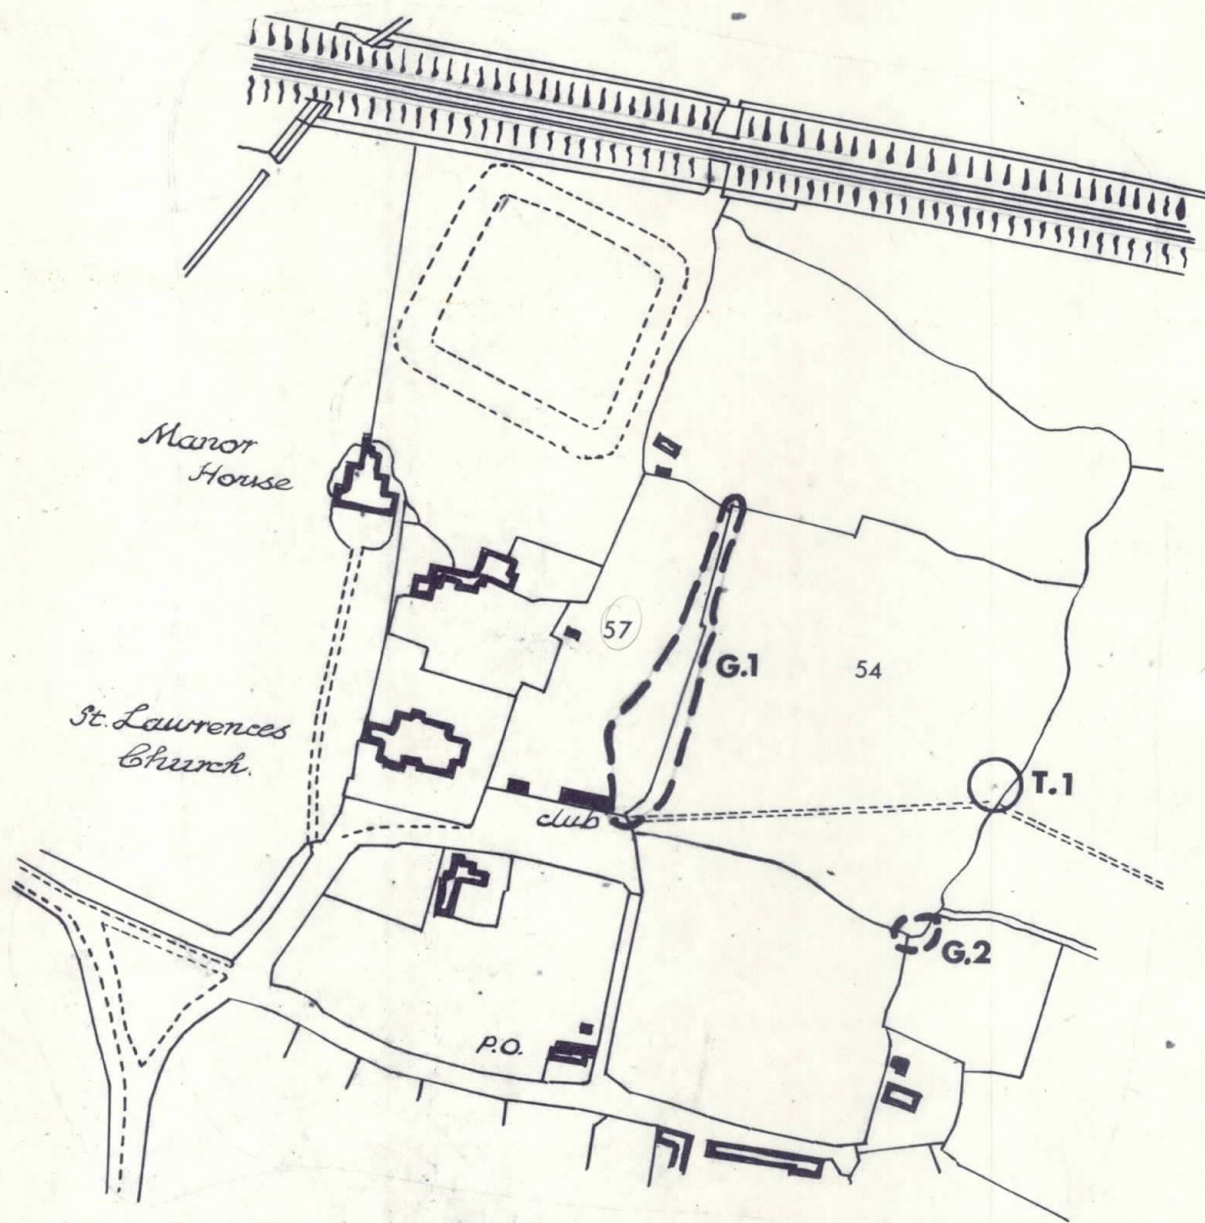 Manor
House
57
G.1
54
St. Lawrences
Church.
T.1
club
G.2
P.O.